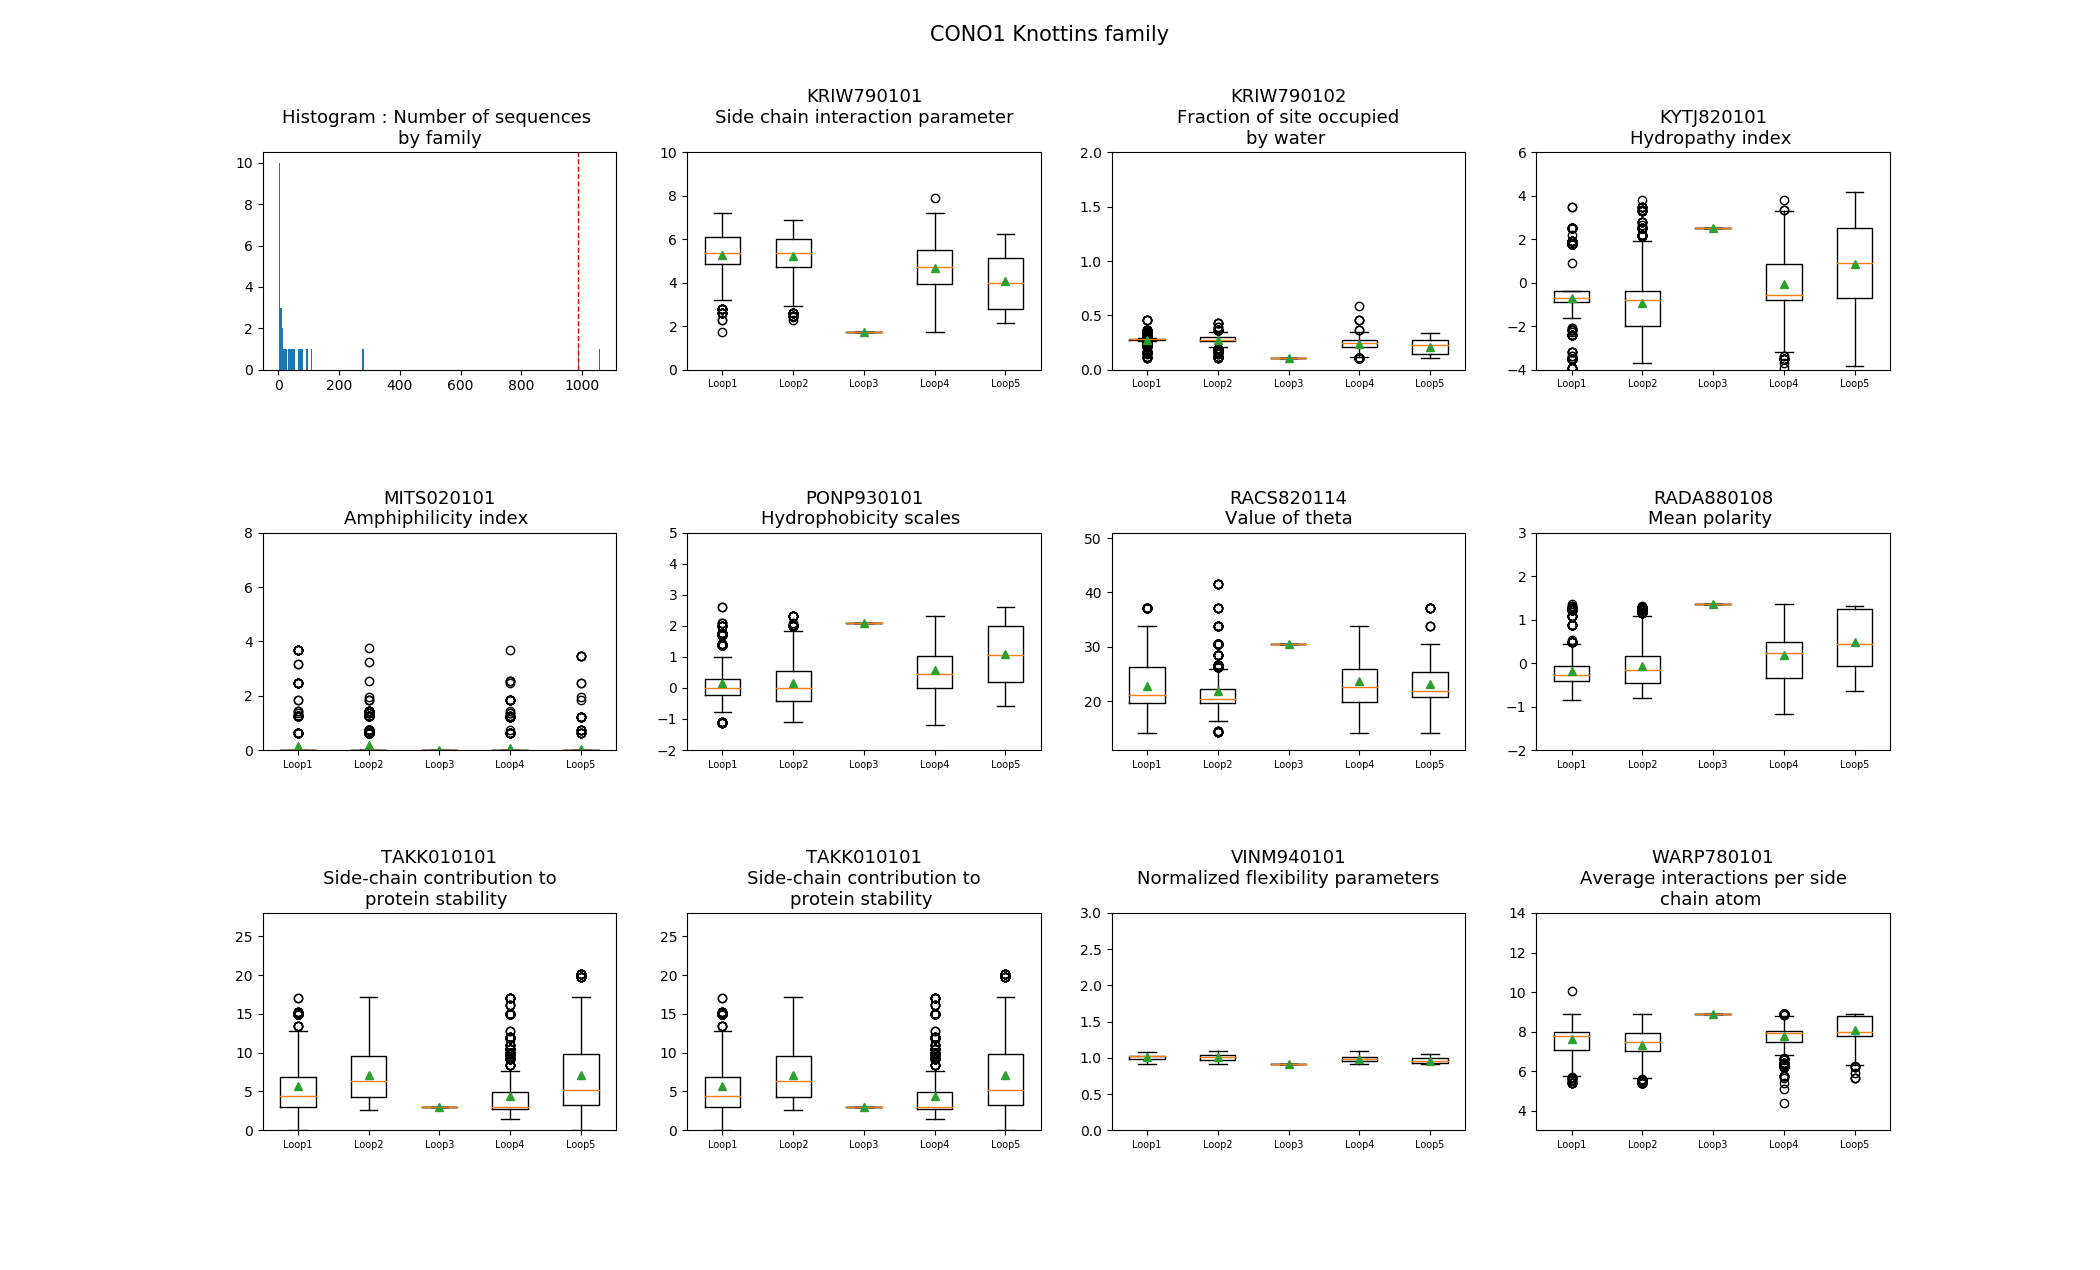 CONO1 Knottins family
Histogram : Number of sequences
by family
10
8
6
4
2
0
0 200 400 600 800 1000
KRIW790101
Side chain interaction parameter
10
8
6
4
2
0
Loop1 Loop2 Loop3 Loop4 Loop5
KRIW790102
Fraction of site occupied
by water
2.0
1.5
1.0
0.5
0.0
Loop1 Loop2 Loop3 Loop4 Loop5
KYTJ820101
Hydropathy index
6
4
2
0
−2
−4
Loop1 Loop2 Loop3 Loop4 Loop5
MITS020101
Amphiphilicity index
8
6
4
2
0
Loop1 Loop2 Loop3 Loop4 Loop5
PONP930101
Hydrophobicity scales
5
4
3
2
1
0
−1
−2
Loop1 Loop2 Loop3 Loop4 Loop5
RACS820114
Value of theta
50
40
30
20
Loop1 Loop2 Loop3 Loop4 Loop5
RADA880108
Mean polarity
3
2
1
0
−1
−2
Loop1 Loop2 Loop3 Loop4 Loop5
TAKK010101
Side-chain contribution to
protein stability
25
20
15
10
5
0
Loop1 Loop2 Loop3 Loop4 Loop5
TAKK010101
Side-chain contribution to
protein stability
25
20
15
10
5
0
Loop1 Loop2 Loop3 Loop4 Loop5
VINM940101
Normalized flexibility parameters
3.0
2.5
2.0
1.5
1.0
0.5
0.0
Loop1 Loop2 Loop3 Loop4 Loop5
WARP780101
Average interactions per side
chain atom
14
12
10
8
6
4
Loop1 Loop2 Loop3 Loop4 Loop5